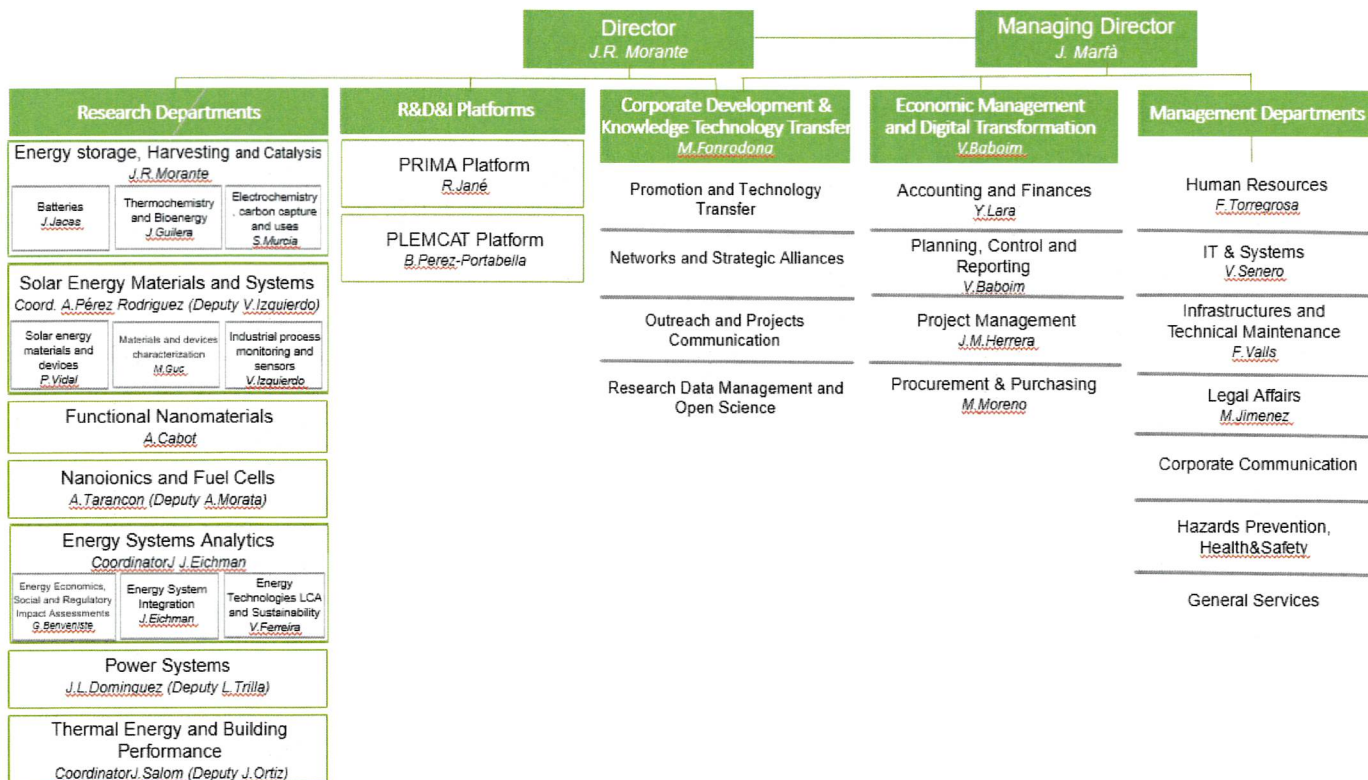 Director
J.R. Morante
Managing Director
J. Marfà
Research Departments
Energy storage, Harvesting and Catalysis
J.R.Morante
Batteries
J.Jacas
Thermochemistry
and Bioenergy
J.Guilera
Electrochemistry
, carbon capture
and uses
S.Murcia
Solar Energy Materials and Systems
Coord. A.Pérez Rodriguez (Deputy V.Izquierdo)
Solar energy
materials and
devices
P.Vidal
Materials and devices
characterization
M.Guc
Industrial process
monitoring and
sensors
V.Izquierdo
Functional Nanomaterials
A.Cabot
Nanoionics and Fuel Cells
A.Tarancon (Deputy A.Morata)
Energy Systems Analytics
CoordinatorJ J.Eichman
Energy Economics,
Social and Regulatory
Impact Assessments
G.Benveniste
Energy System
Integration
J.Eichman
Energy
Technologies LCA
and Sustainability
V.Ferreira
Power Systems
J.L.Dominguez (Deputy L.Trilla)
Thermal Energy and Building
Performance
CoordinatorJ.Salom (Deputy J.Ortiz)
R&D&I Platforms
PRIMA Platform
R.Jané
PLEMCAT Platform
B.Perez-Portabella
Corporate Development &
Knowledge Technology Transfer
M.Fonrodona
Promotion and Technology
Transfer
Networks and Strategic Alliances
Outreach and Projects
Communication
Research Data Management and
Open Science
Economic Management
and Digital Transformation
V.Baboim
Accounting and Finances
Y.Lara
Planning, Control and
Reporting
V.Baboim
Project Management
J.M.Herrera
Procurement & Purchasing
M.Moreno
Management Departments
Human Resources
F.Torregrosa
IT & Systems
V.Senero
Infrastructures and
Technical Maintenance
F.Valls
Legal Affairs
M.Jimenez
Corporate Communication
Hazards Prevention,
Health&Safety
General Services